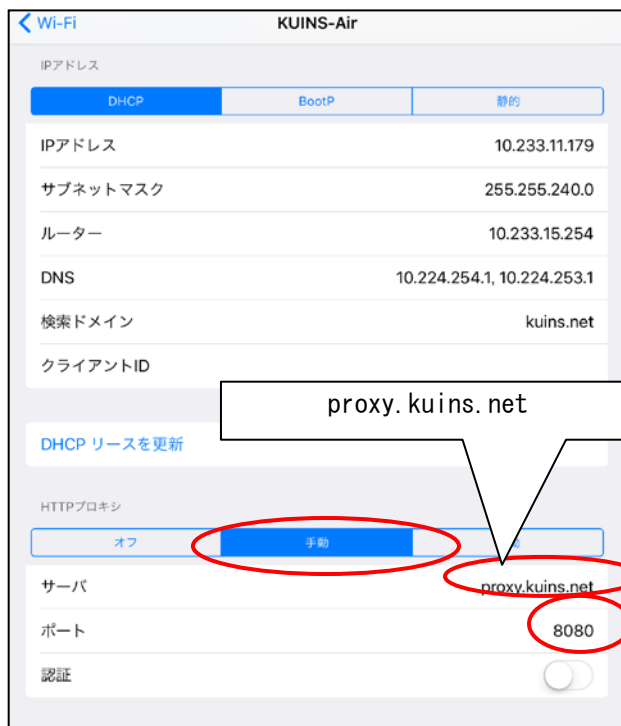 Wi-Fi
KUINS-Air
IPアドレス
DHCP BootP 静的
IPアドレス 10.233.11.179
サブネットマスク 255.255.240.0
ルーター 10.233.15.254
DNS 10.224.254.1, 10.224.253.1
検索ドメイン kuins.net
クライアントID
proxy.kuins.net
DHCP リースを更新
HTTPプロキシ
オフ 手動
サーバ proxy.kuins.net
ポート 8080
認証